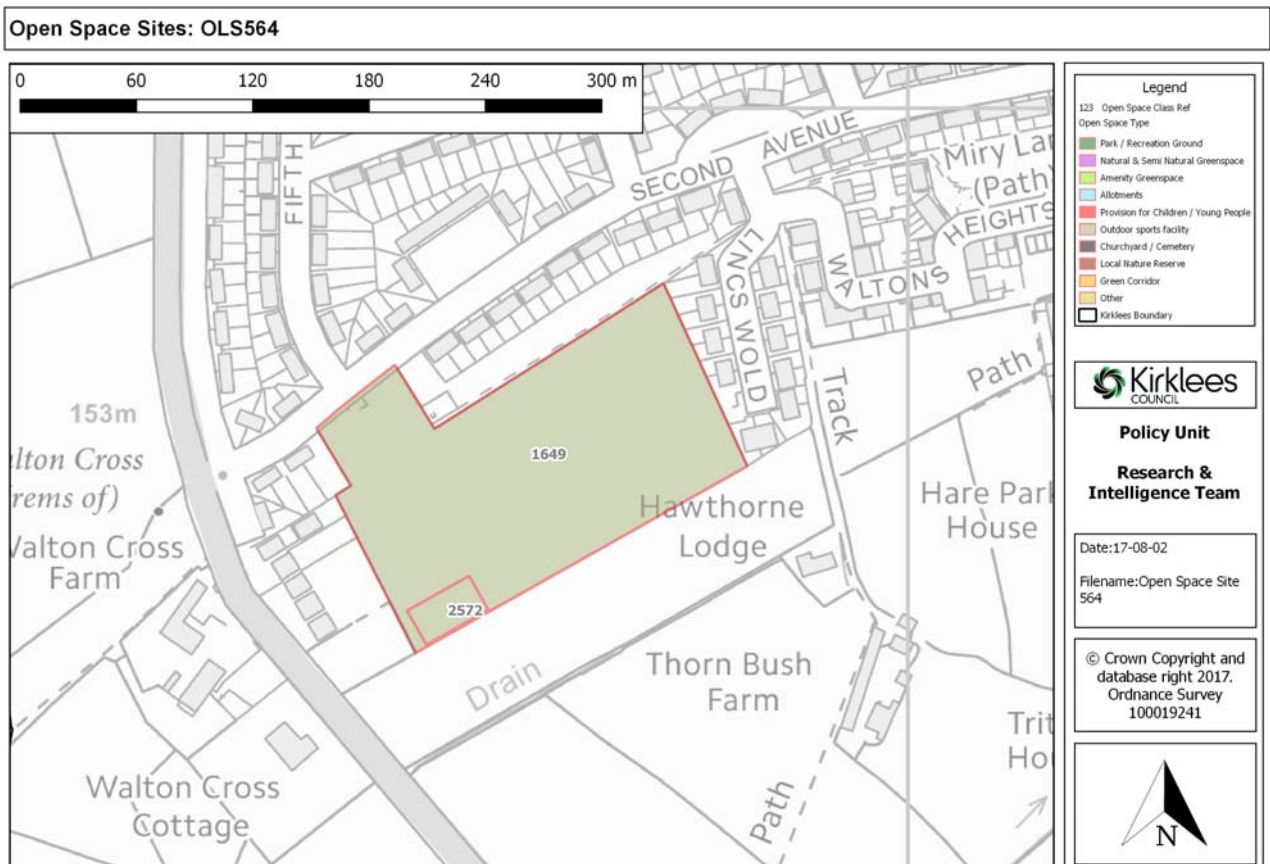 Open Space Sites: OLS564
0 60 120 180 240 300 m
FIFTH
SECOND AVENUE
Miry Lan
(Path)
HEIGHTS
WALTONS
LINCS WOLD
Track
Path
153m
alton Cross
rems of)
Walton Cross
Farm
1649
Hawthorne
Lodge
Hare Park
House
2572
Drain
Thorn Bush
Farm
Trit
Ho
Walton Cross
Cottage
Path
Legend
123 Open Space Class Ref
Open Space Type
Park / Recreation Ground
Natural & Semi Natural Greenspace
Amenity Greenspace
Allotments
Provision for Children / Young People
Outdoor sports facility
Churchyard / Cemetery
Local Nature Reserve
Green Corridor
Other
Kirklees Boundary
Kirklees
COUNCIL
Policy Unit
Research &
Intelligence Team
Date:17-08-02
Filename:Open Space Site
564
© Crown Copyright and
database right 2017.
Ordnance Survey
100019241
N